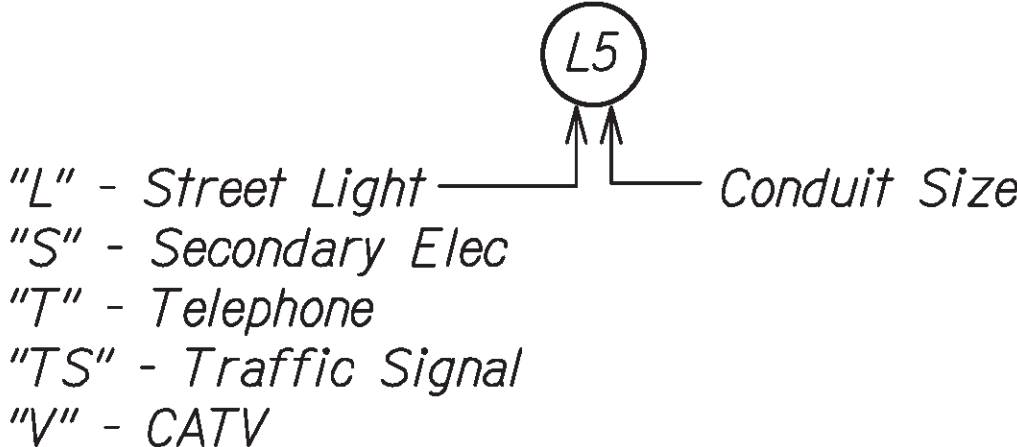 L5
"L" - Street Light Conduit Size
"S" - Secondary Elec
"T" - Telephone
"TS" - Traffic Signal
"V" - CATV